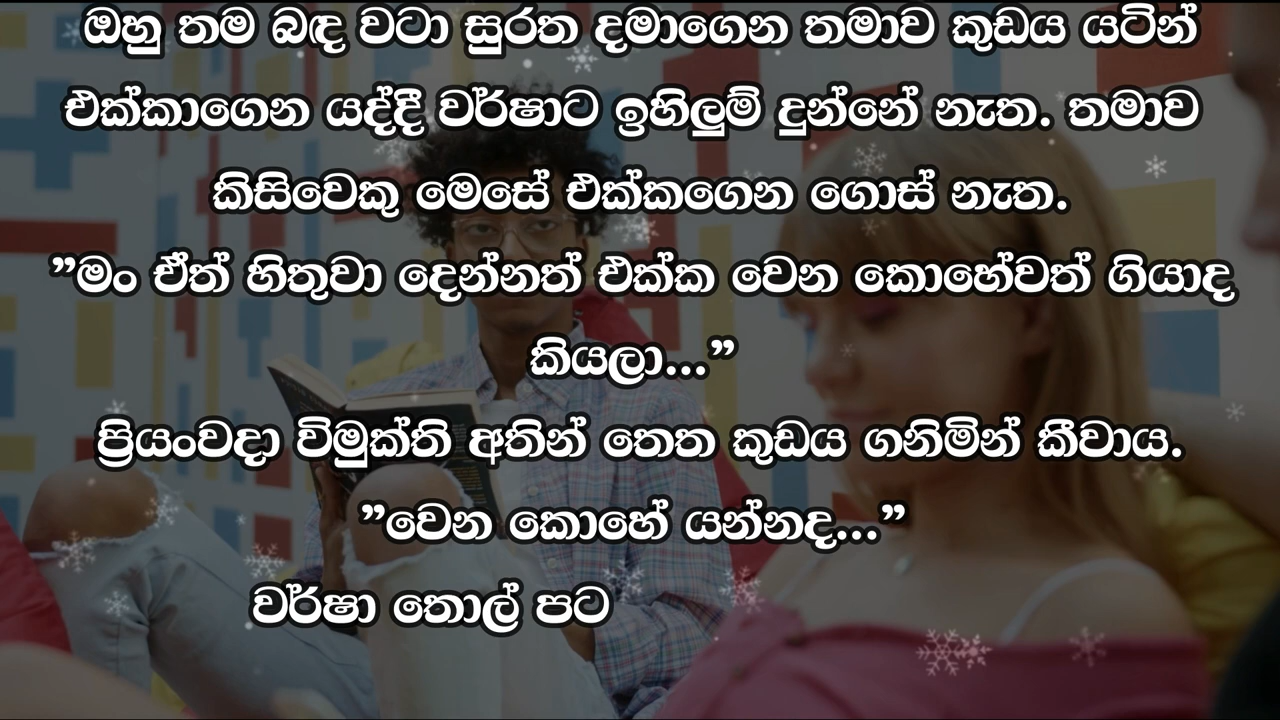 ඔහු තම බඳ වටා සුරත දමාගෙන තමාව කුඩය යටින්
එක්කාගෙන යද්දී වර්ෂාට ඉහිලුම් දුන්නේ නැත. තමාව
කිසිවෙකු මෙසේ එක්කගෙන ගොස් නැත.
”මං ඒත් හිතුවා දෙන්නත් එක්ක වෙන කොහේවත් ගියාද
කියලා...”
ප්‍රියංවදා විමුක්ති අතින් තෙත කුඩය ගනිමින් කීවාය.
”වෙන කොහේ යන්නද...”
වර්ෂා තොල් පට